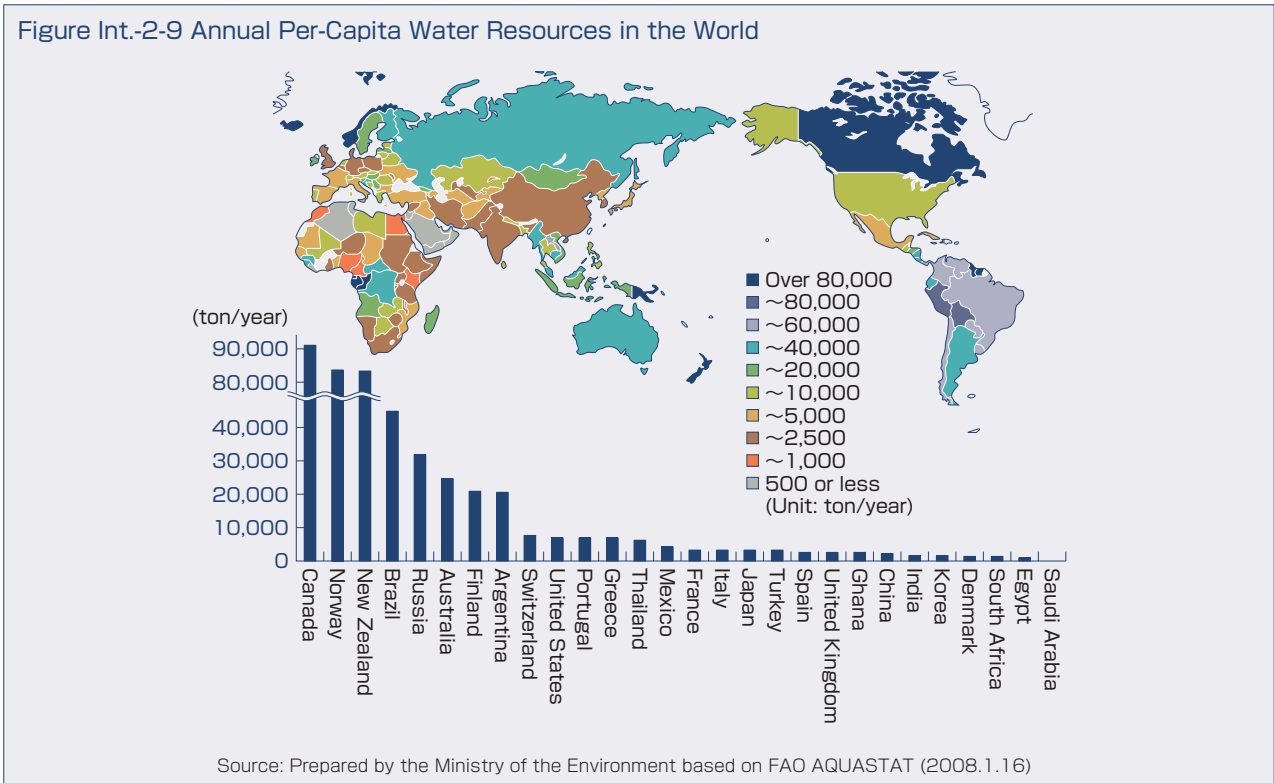 Figure Int.-2-9 Annual Per-Capita Water Resources in the World
Over 80,000
～80,000
～60,000
～40,000
～20,000
～10,000
～5,000
～2,500
～1,000
500 or less
(Unit: ton/year)
(ton/year)
90,000
80,000
40,000
30,000
20,000
10,000
0
Canada
Norway
New Zealand
Brazil
Russia
Australia
Finland
Argentina
Switzerland
United States
Portugal
Greece
Thailand
Mexico
France
Italy
Japan
Turkey
Spain
United Kingdom
Ghana
China
India
Korea
Denmark
South Africa
Egypt
Saudi Arabia
Source: Prepared by the Ministry of the Environment based on FAO AQUASTAT (2008.1.16)